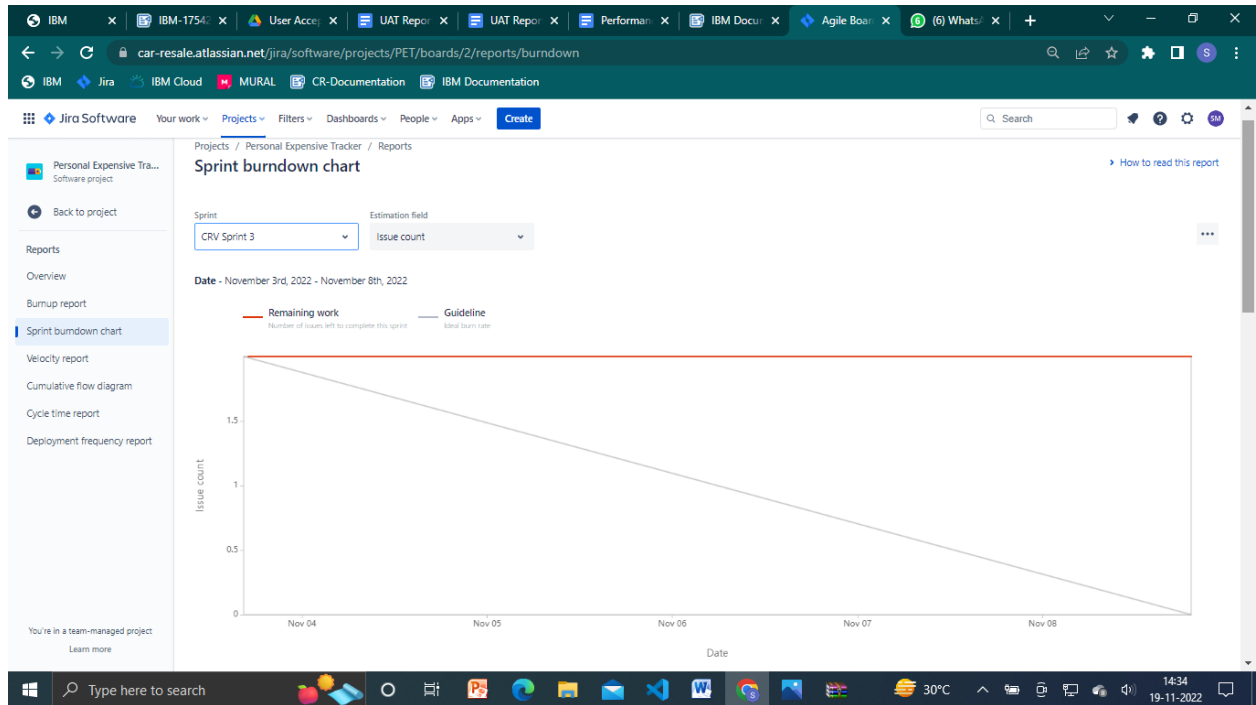 IBM
IBM-1754
User Accep
UAT Repor
UAT Repor
Performan
IBM Docur
Agile Boar
(6) Whats
car-resale.atlassian.net/jira/software/projects/PET/boards/2/reports/burndown
S
IBM
Jira
IBM Cloud
MURAL
CR-Documentation
IBM Documentation
Jira Software
Your work
Projects
Filters
Dashboards
People
Apps
Create
Search
SM
Personal Expensive Tra...
Software project
Back to project
Reports
Overview
Burnup report
Sprint burndown chart
Velocity report
Cumulative flow diagram
Cycle time report
Deployment frequency report
You're in a team-managed project
Learn more
Projects / Personal Expensive Tracker / Reports
Sprint burndown chart
How to read this report
Sprint
Estimation field
CRV Sprint 3
Issue count
Date - November 3rd, 2022 - November 8th, 2022
Remaining work
Number of issues left to complete this sprint
Guideline
Ideal burn rate
1.5
1
0.5
0
Issue count
Nov 04
Nov 05
Nov 06
Nov 07
Nov 08
Date
Type here to search
30°C
14:34
19-11-2022